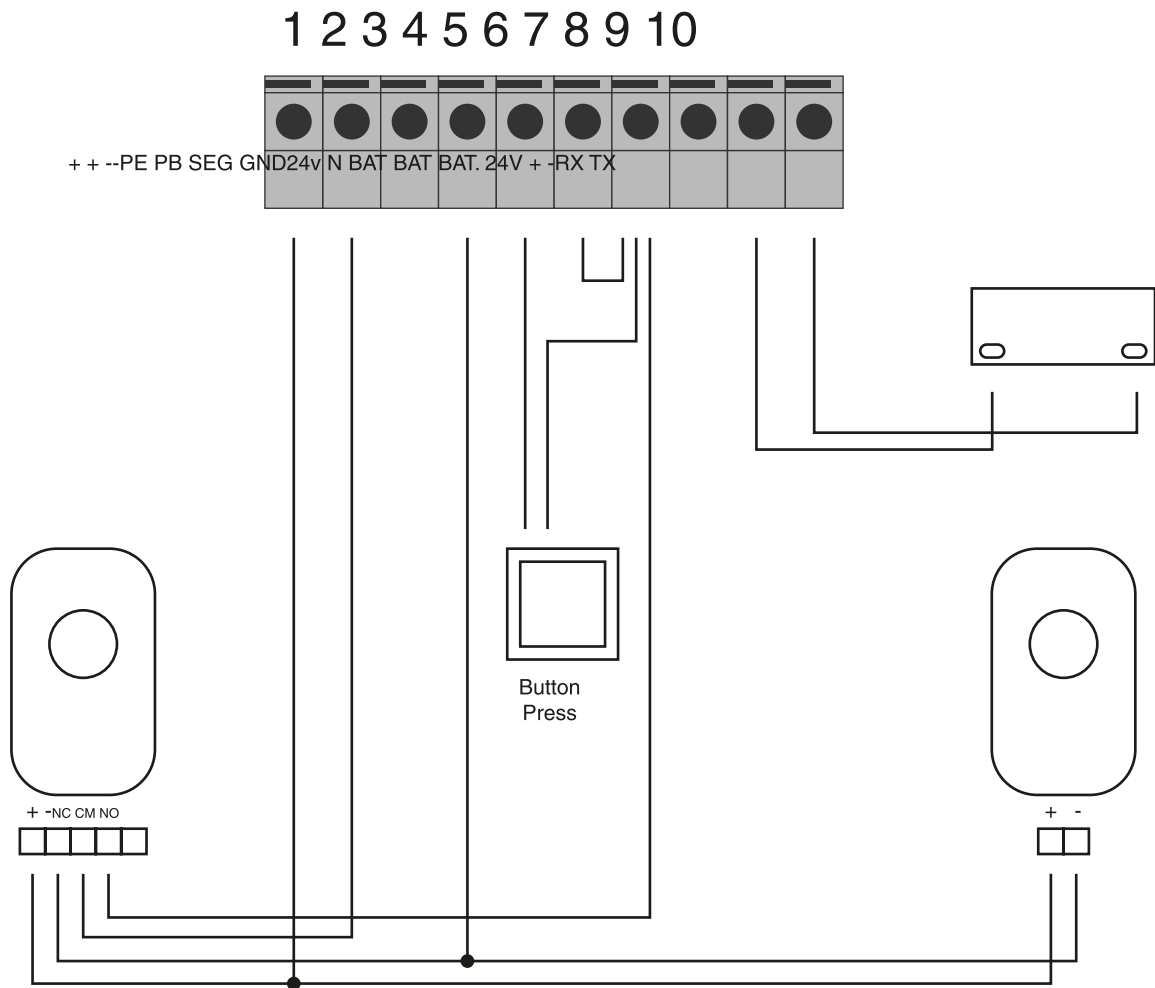 1 2 3 4 5 6 7 8 9 10
+ + --PE PB SEG GND24v N BAT BAT BAT. 24V + -RX TX
Button
Press
+ -NC CM NO
+ -